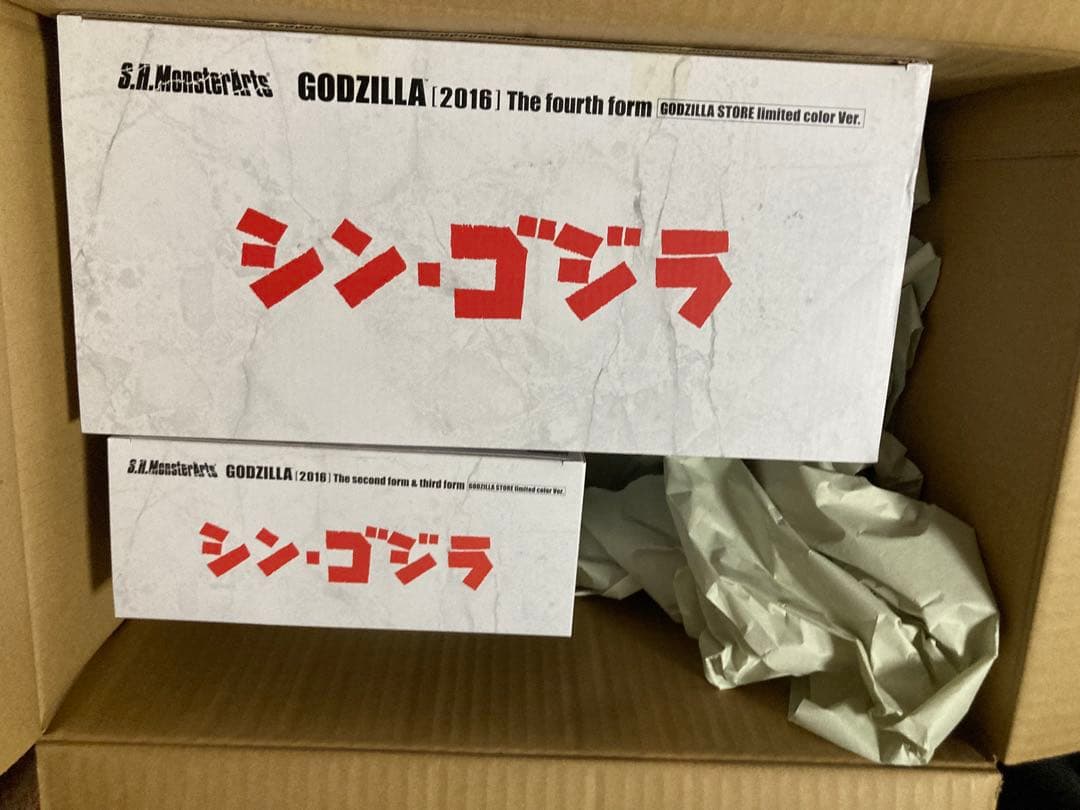 S.H.MonsterArts GODZILLA [2016] The fourth form GODZILLA STORE limited color Ver.
シン・ゴジラ
S.H.MonsterArts GODZILLA [2016] The second form & third form GODZILLA STORE limited color Ver.
シン・ゴジラ